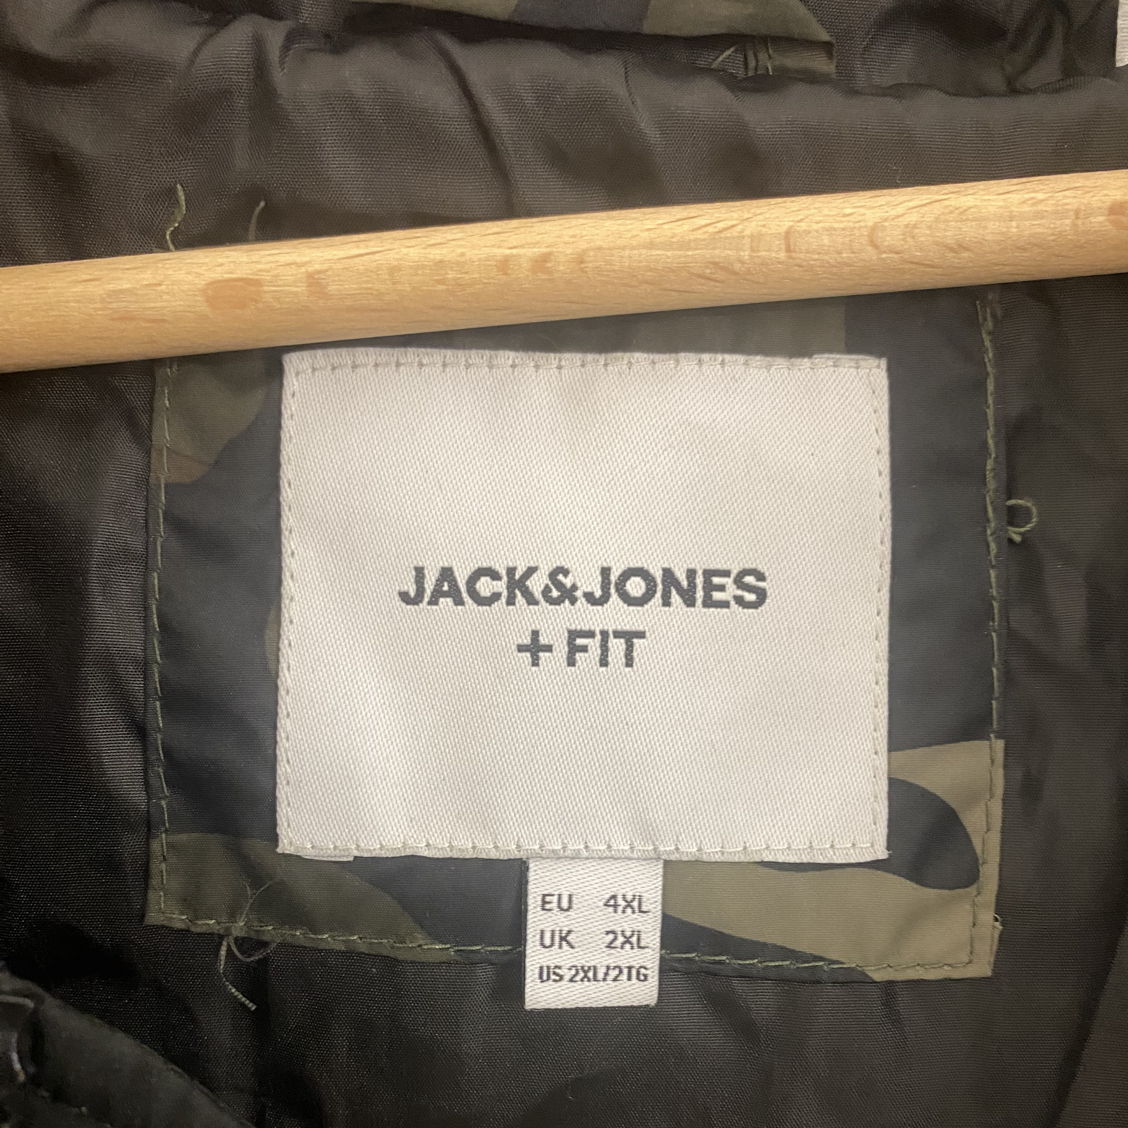 JACK&JONES
+ FIT
EU 4XL
UK 2XL
US 2XL/2TG